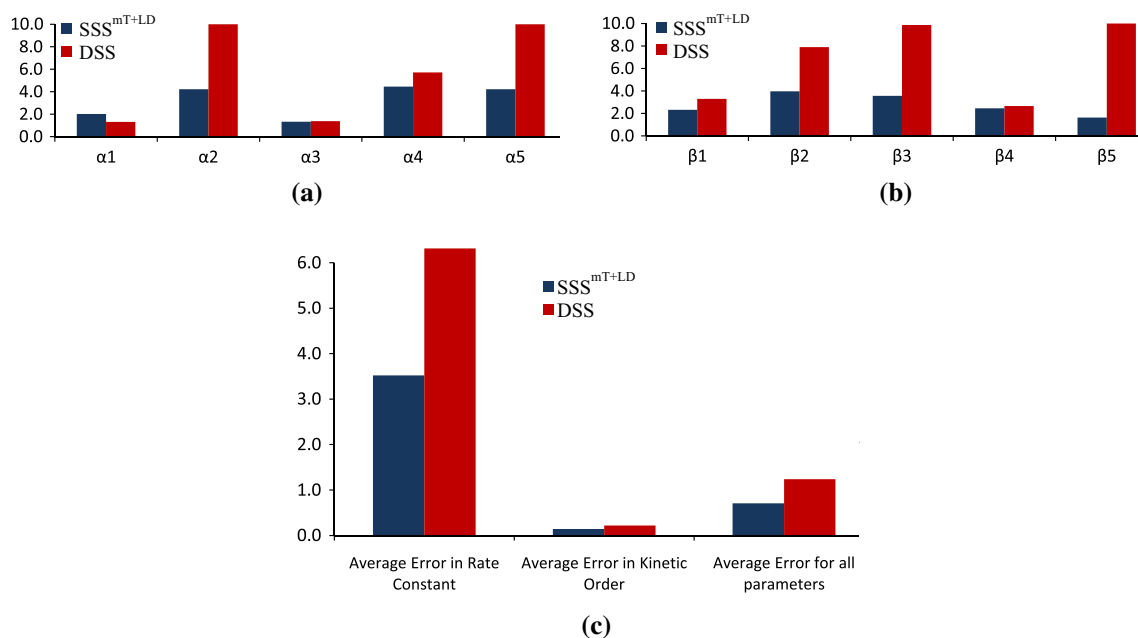 10.0
8.0
6.0
4.0
2.0
0.0
SSS^mT+LD
DSS
α1 α2 α3 α4 α5
(a)
10.0
8.0
6.0
4.0
2.0
0.0
SSS^mT+LD
DSS
β1 β2 β3 β4 β5
(b)
6.0
5.0
4.0
3.0
2.0
1.0
0.0
SSS^mT+LD
DSS
Average Error in Rate
Constant
Average Error in Kinetic
Order
Average Error for all
parameters
(c)